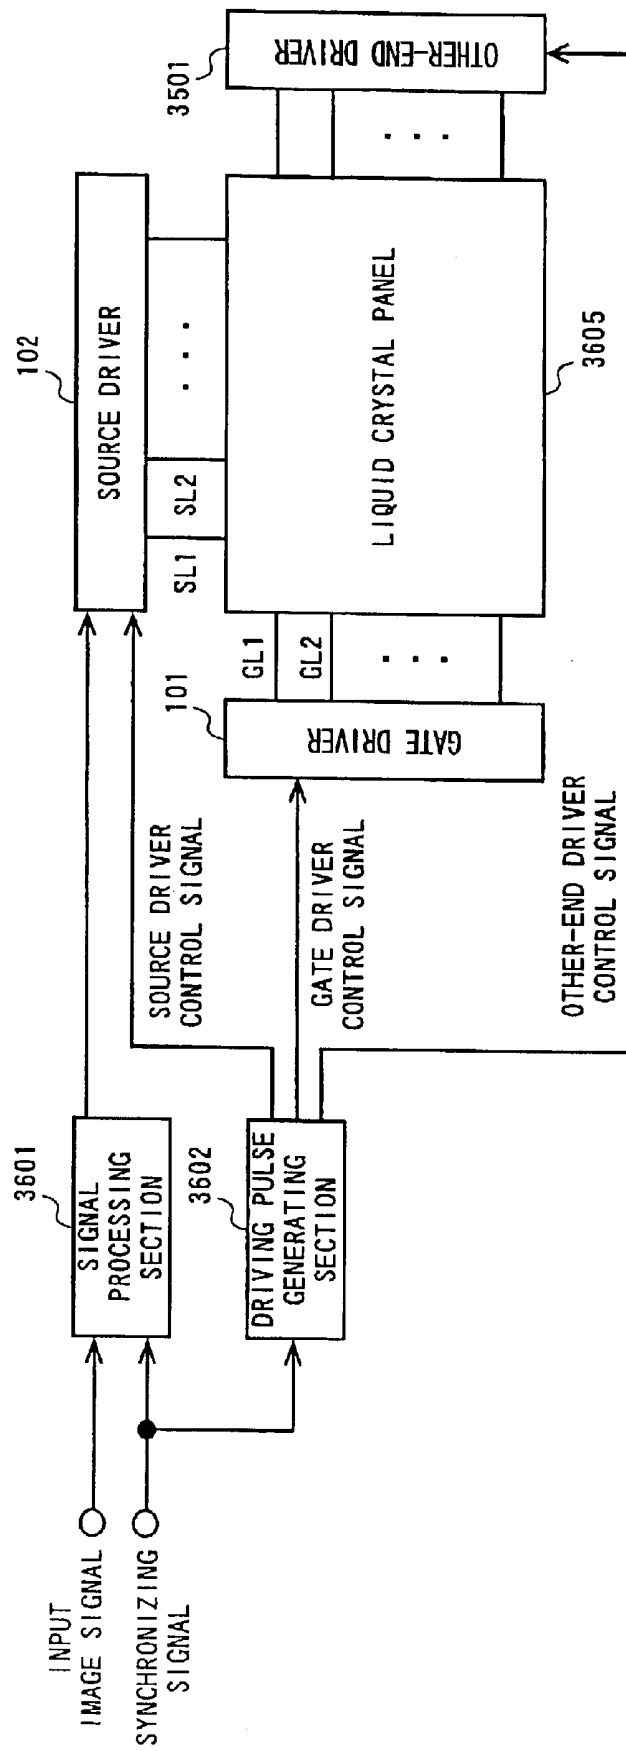 INPUT
IMAGE SIGNAL
SYNCHRONIZING
SIGNAL
3601
SIGNAL
PROCESSING
SECTION
3602
DRIVING PULSE
GENERATING
SECTION
SOURCE DRIVER
CONTROL SIGNAL
GATE DRIVER
CONTROL SIGNAL
OTHER-END DRIVER
CONTROL SIGNAL
102
SOURCE DRIVER
SL1
SL2
. . .
101
GATE DRIVER
GL1
GL2
. . .
LIQUID CRYSTAL PANEL
3605
3501
OTHER-END DRIVER
. . .